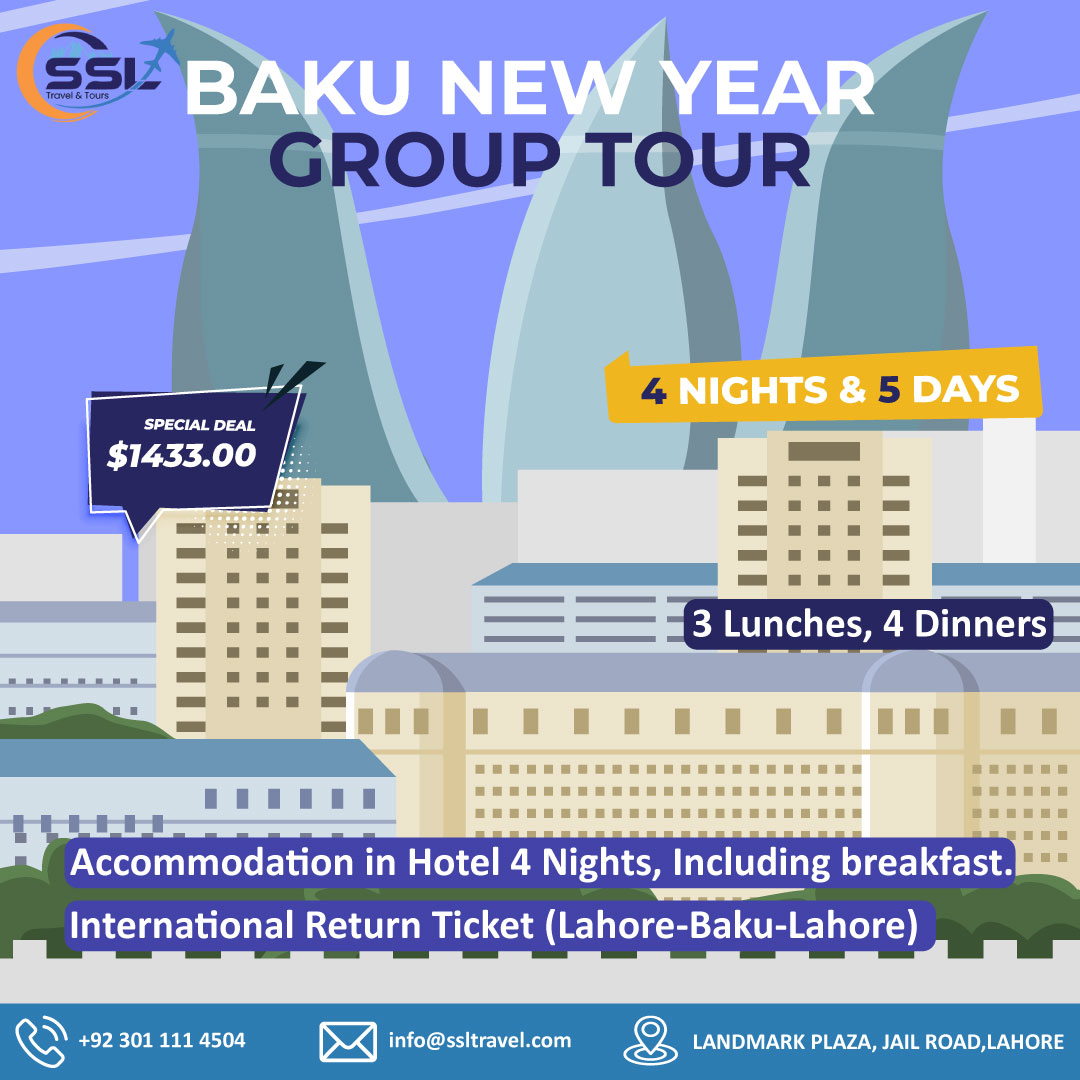 SSL
Travel & Tours
BAKU NEW YEAR
GROUP TOUR
4 NIGHTS & 5 DAYS
SPECIAL DEAL
$1433.00
3 Lunches, 4 Dinners
Accommodation in Hotel 4 Nights, Including breakfast.
International Return Ticket (Lahore-Baku-Lahore)
+92 301 111 4504
info@ssltravel.com
LANDMARK PLAZA, JAIL ROAD,LAHORE